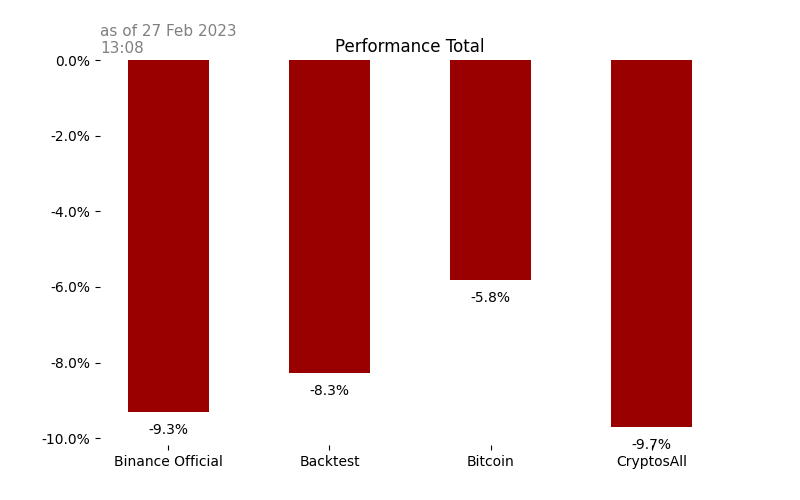 as of 27 Feb 2023
13:08
Performance Total
0.0%
-2.0%
-4.0%
-6.0%
-8.0%
-10.0%
-9.3%
-8.3%
-5.8%
-9.7%
Binance Official
Backtest
Bitcoin
CryptosAll